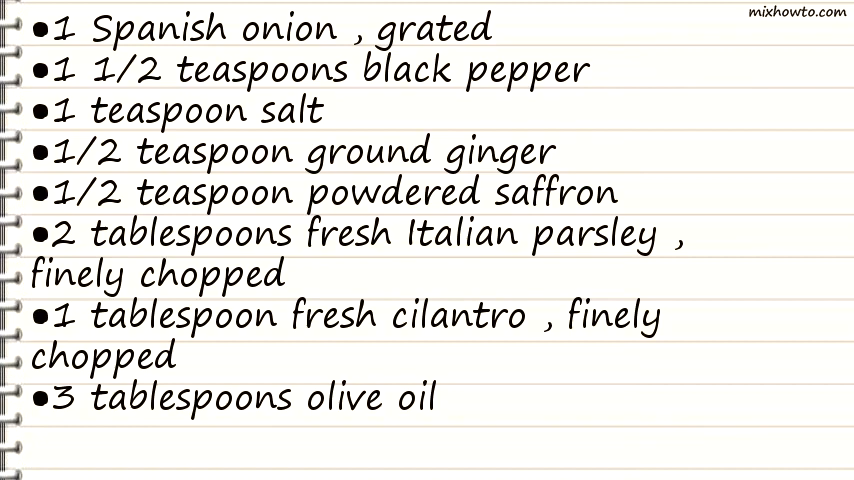 mixhowto.com
•1 Spanish onion , grated
•1 1/2 teaspoons black pepper
•1 teaspoon salt
•1/2 teaspoon ground ginger
•1/2 teaspoon powdered saffron
•2 tablespoons fresh Italian parsley ,
finely chopped
•1 tablespoon fresh cilantro , finely
chopped
•3 tablespoons olive oil